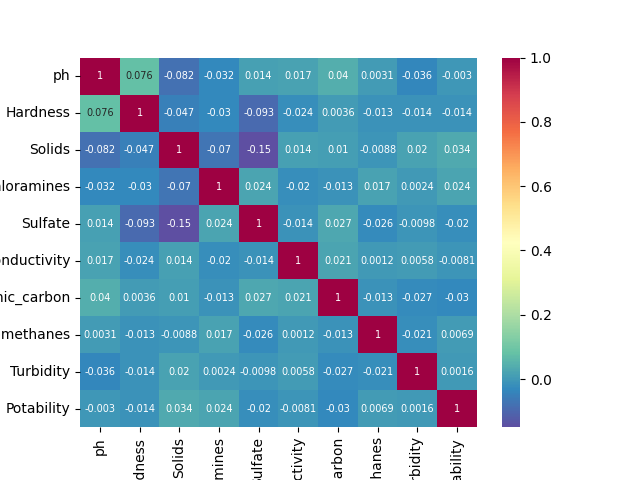 ph 1 0.076 -0.082 -0.032 0.014 0.017 0.04 0.0031 -0.036 -0.003
Hardness 0.076 1 -0.047 -0.03 -0.093 -0.024 0.0036 -0.013 -0.014 -0.014
Solids -0.082 -0.047 1 -0.07 -0.15 0.014 0.01 -0.0088 0.02 0.034
loramines -0.032 -0.03 -0.07 1 0.024 -0.02 -0.013 0.017 0.0024 0.024
Sulfate 0.014 -0.093 -0.15 0.024 1 -0.014 0.027 -0.026 -0.0098 -0.02
onductivity 0.017 -0.024 0.014 -0.02 -0.014 1 0.021 0.0012 0.0058 -0.0081
nic_carbon 0.04 0.0036 0.01 -0.013 0.027 0.021 1 -0.013 -0.027 -0.03
methanes 0.0031 -0.013 -0.0088 0.017 -0.026 0.0012 -0.013 1 -0.021 0.0069
Turbidity -0.036 -0.014 0.02 0.0024 -0.0098 0.0058 -0.027 -0.021 1 0.0016
Potability -0.003 -0.014 0.034 0.024 -0.02 -0.0081 -0.03 0.0069 0.0016 1
ph dness Solids mines ulfate ctivity arbon hanes rbidity ability
1.0
0.8
0.6
0.4
0.2
0.0